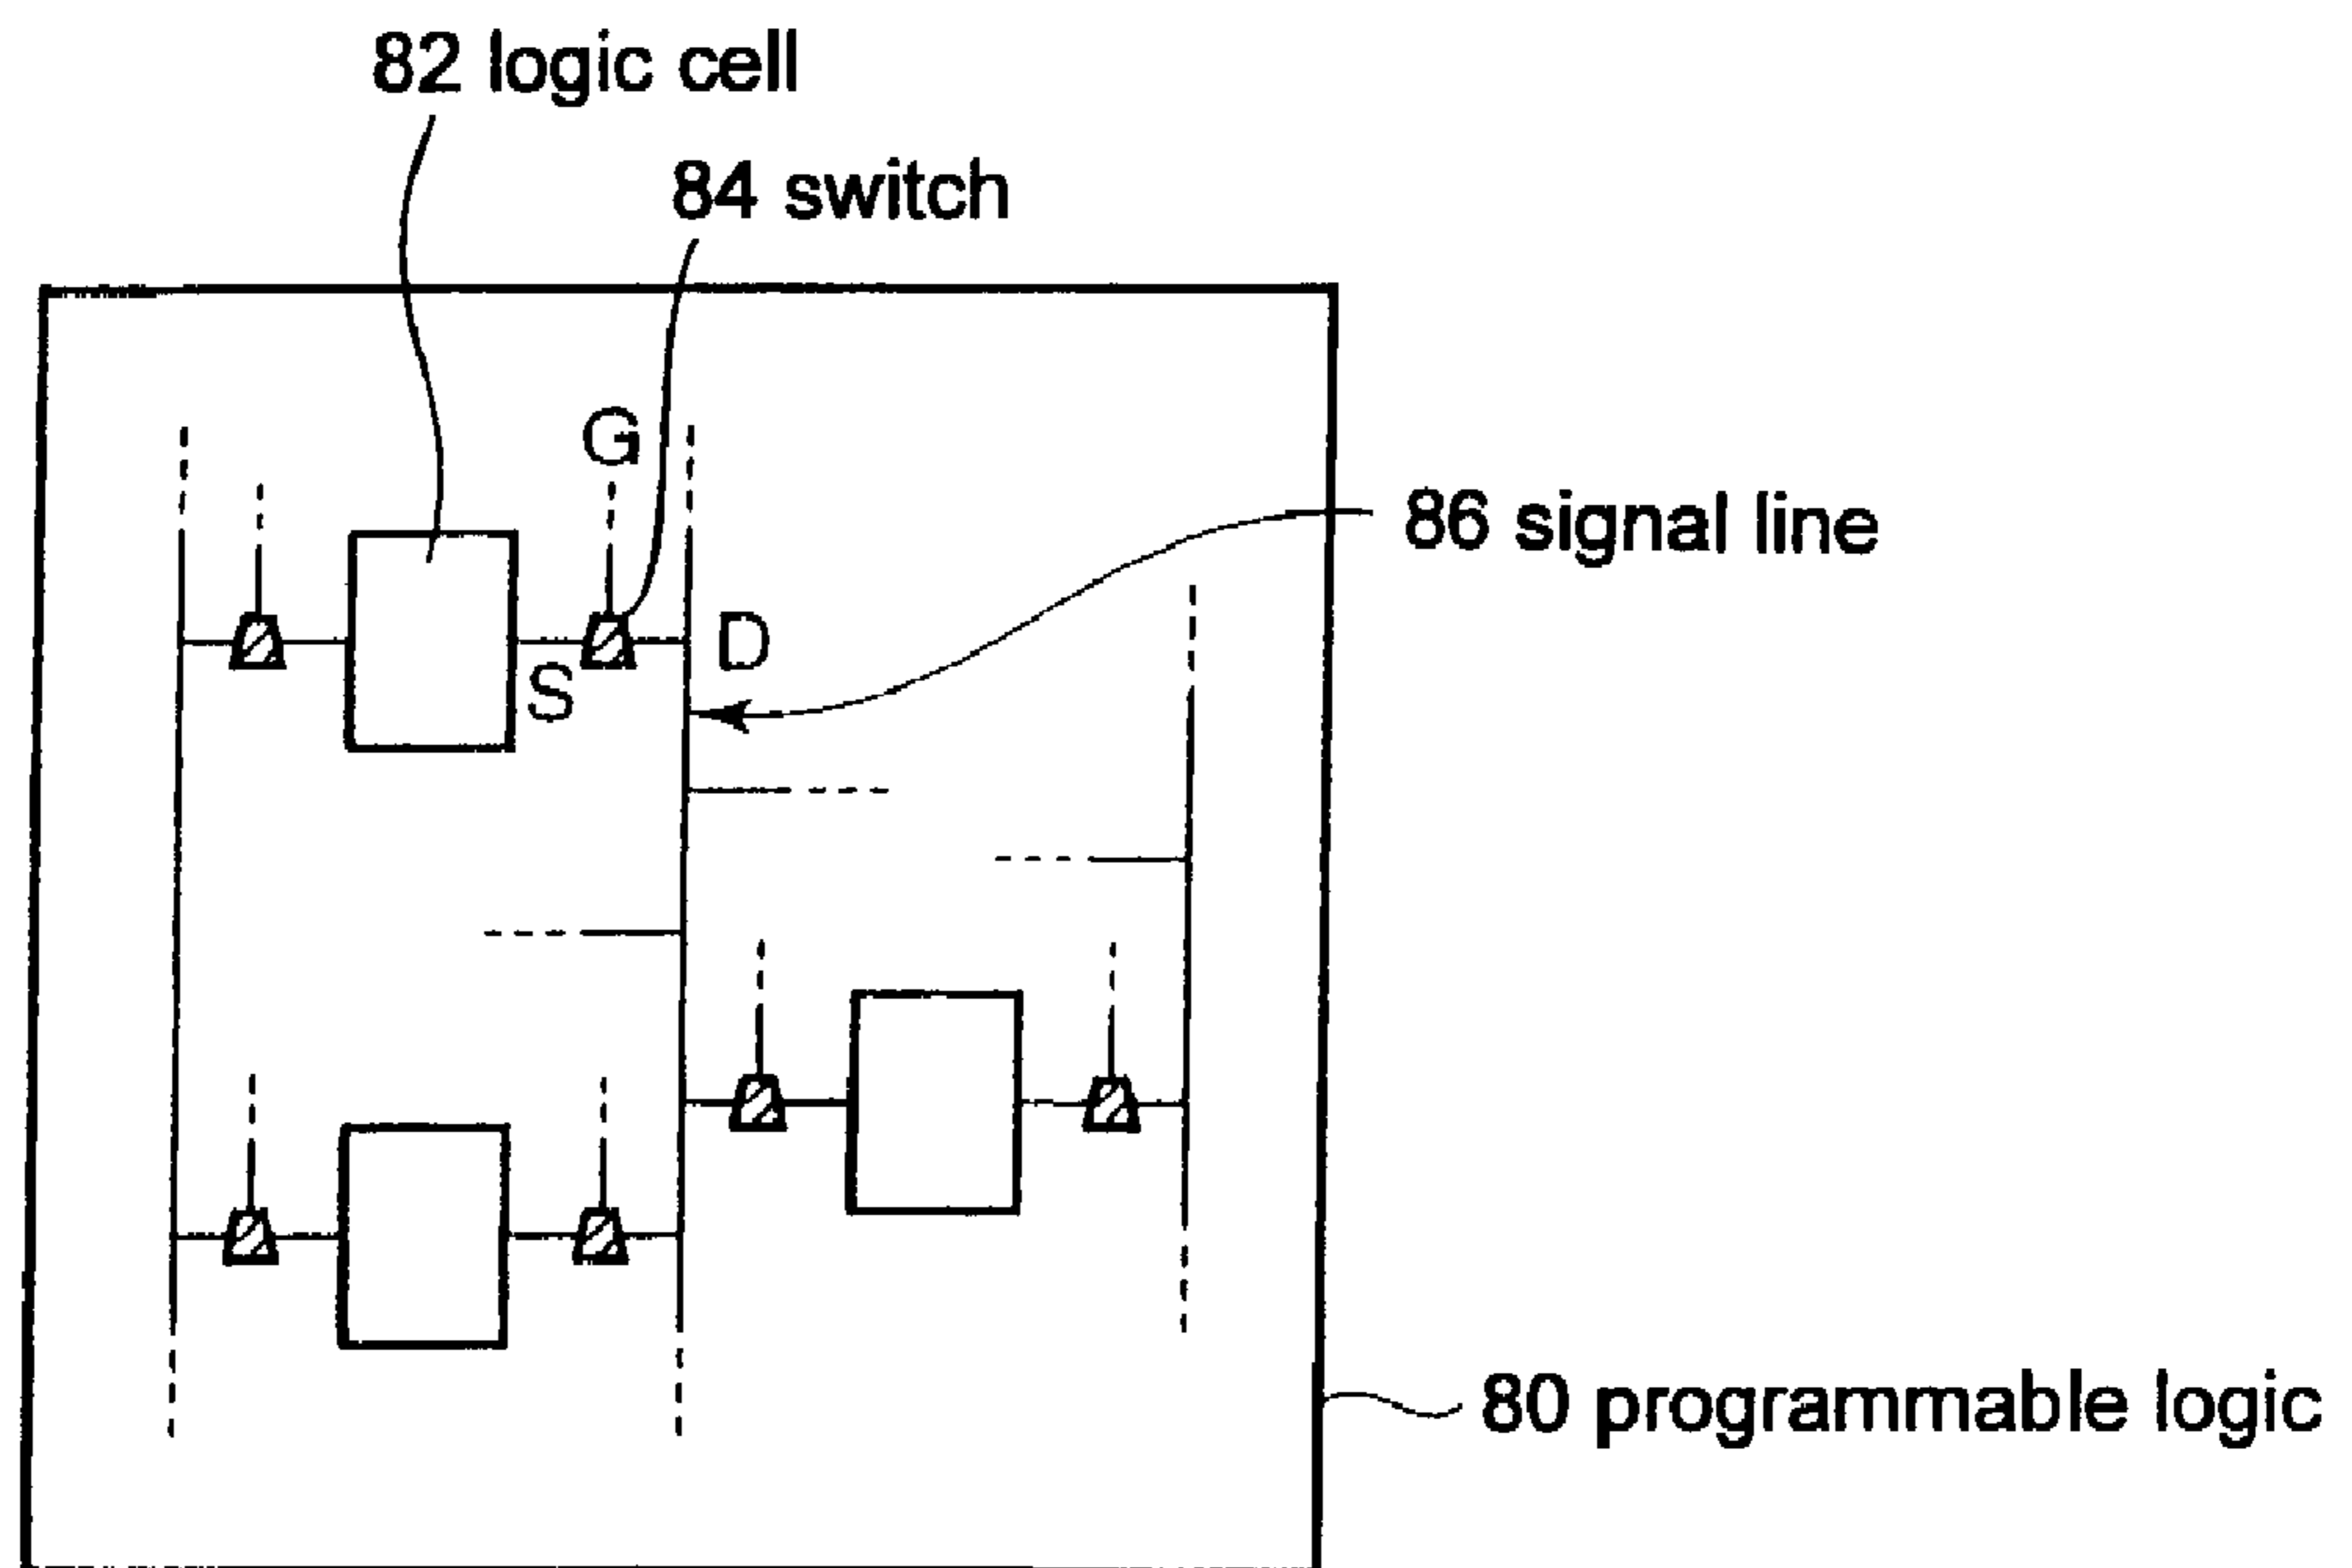 82 logic cell
84 switch
G
86 signal line
D
S
80 programmable logic